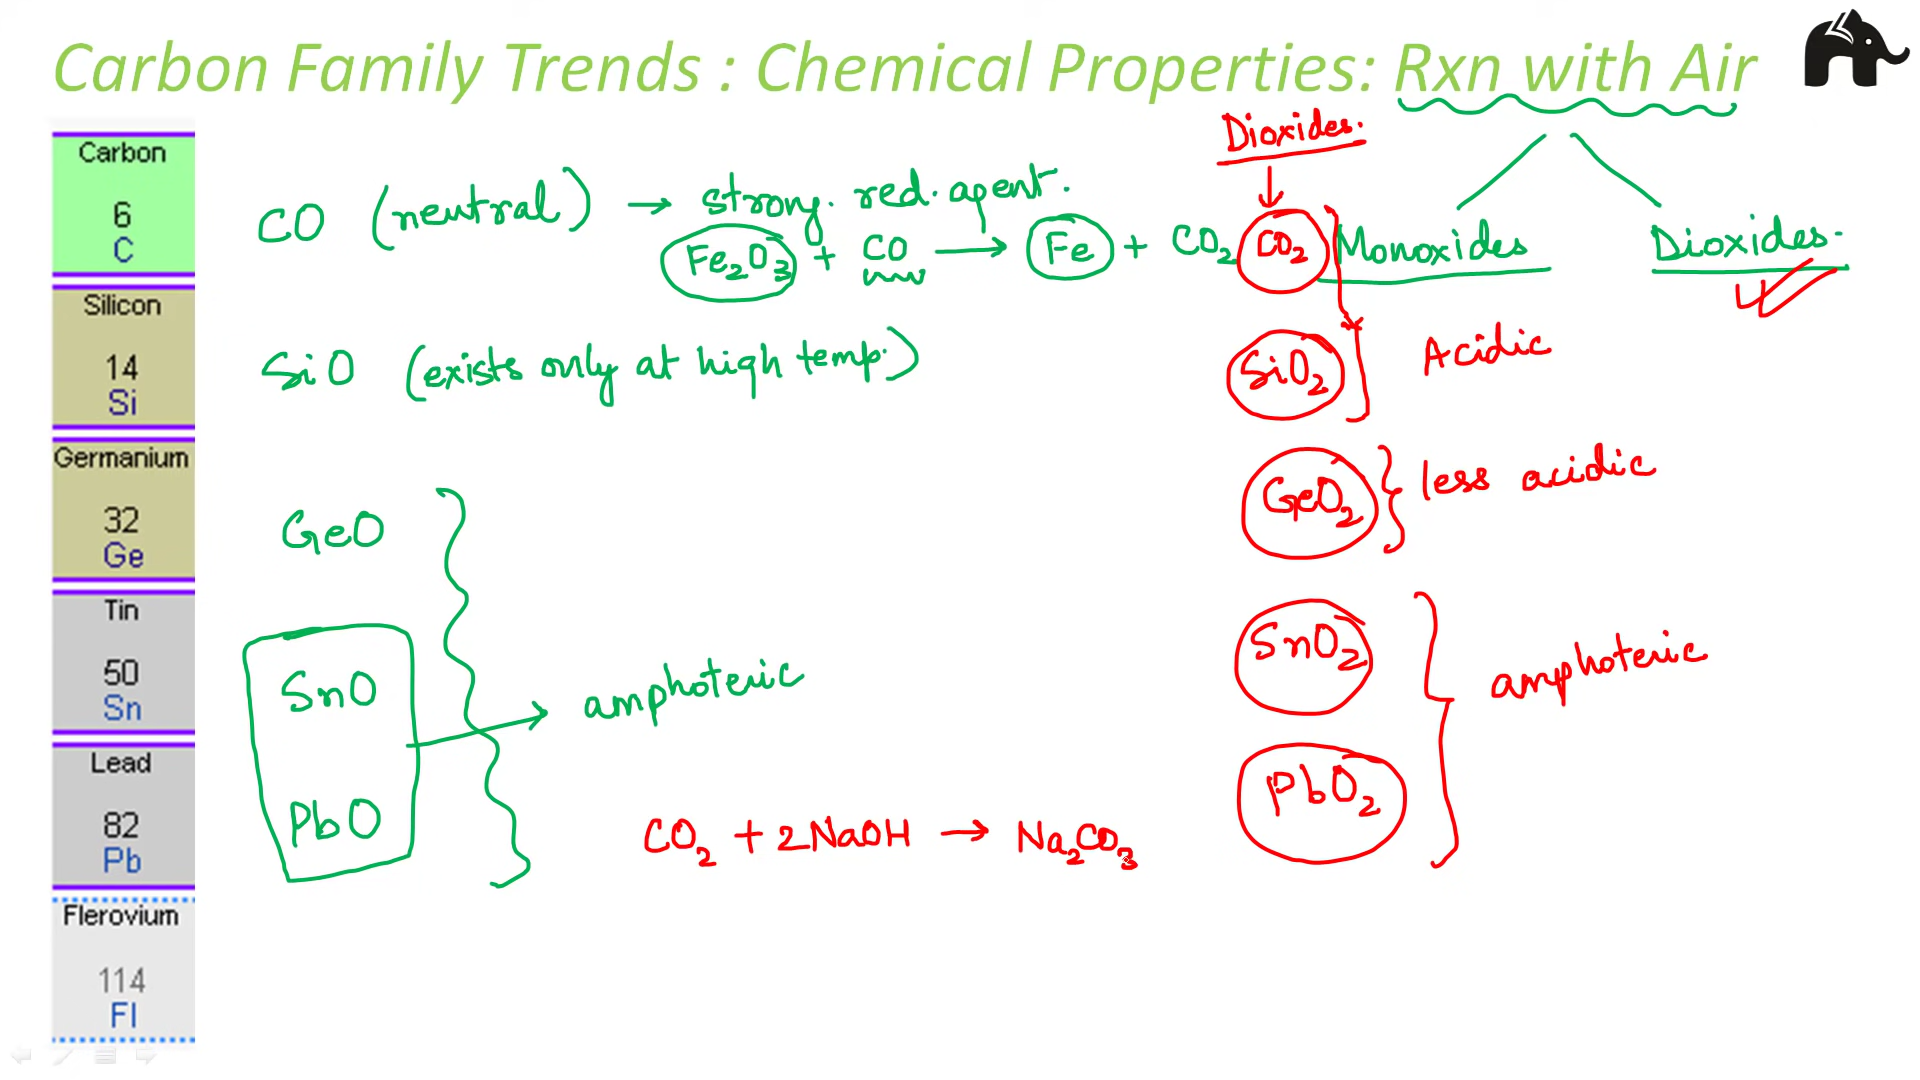 Carbon Family Trends : Chemical Properties: Rxn with Air
Dioxides.
Carbon
6
C
CO (neutral) → strong. red. agent.
Fe₂O₃ + CO → Fe + CO₂
CO₂
Monoxides
Dioxides.
Silicon
14
Si
SiO (exists only at high temp.)
SiO₂
Acidic
Germanium
32
Ge
GeO
GeO₂
less acidic
Tin
50
Sn
SnO
amphoteric
SnO₂
amphoteric
Lead
82
Pb
PbO
CO₂ + 2NaOH → Na₂CO₃
PbO₂
Flerovium
114
Fl